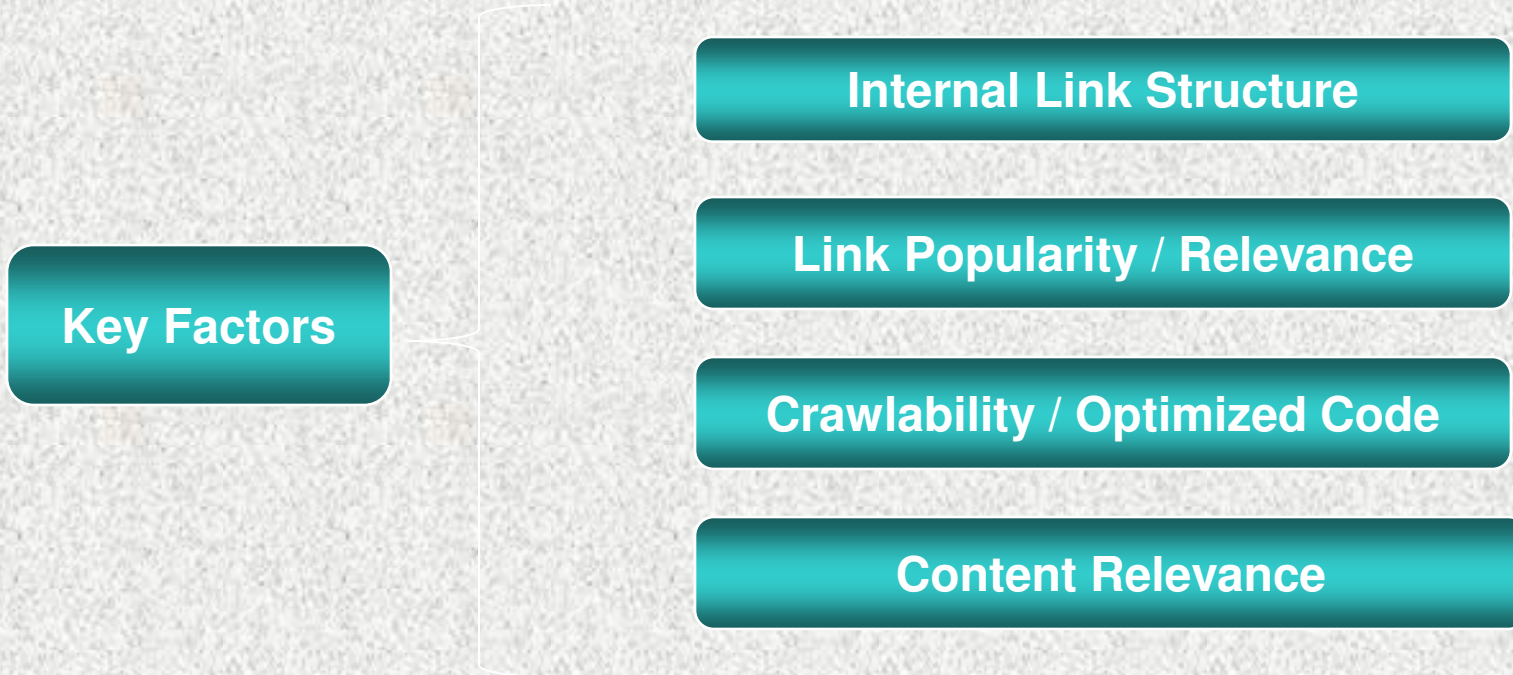 Key Factors
Internal Link Structure
Link Popularity / Relevance
Crawlability / Optimized Code
Content Relevance